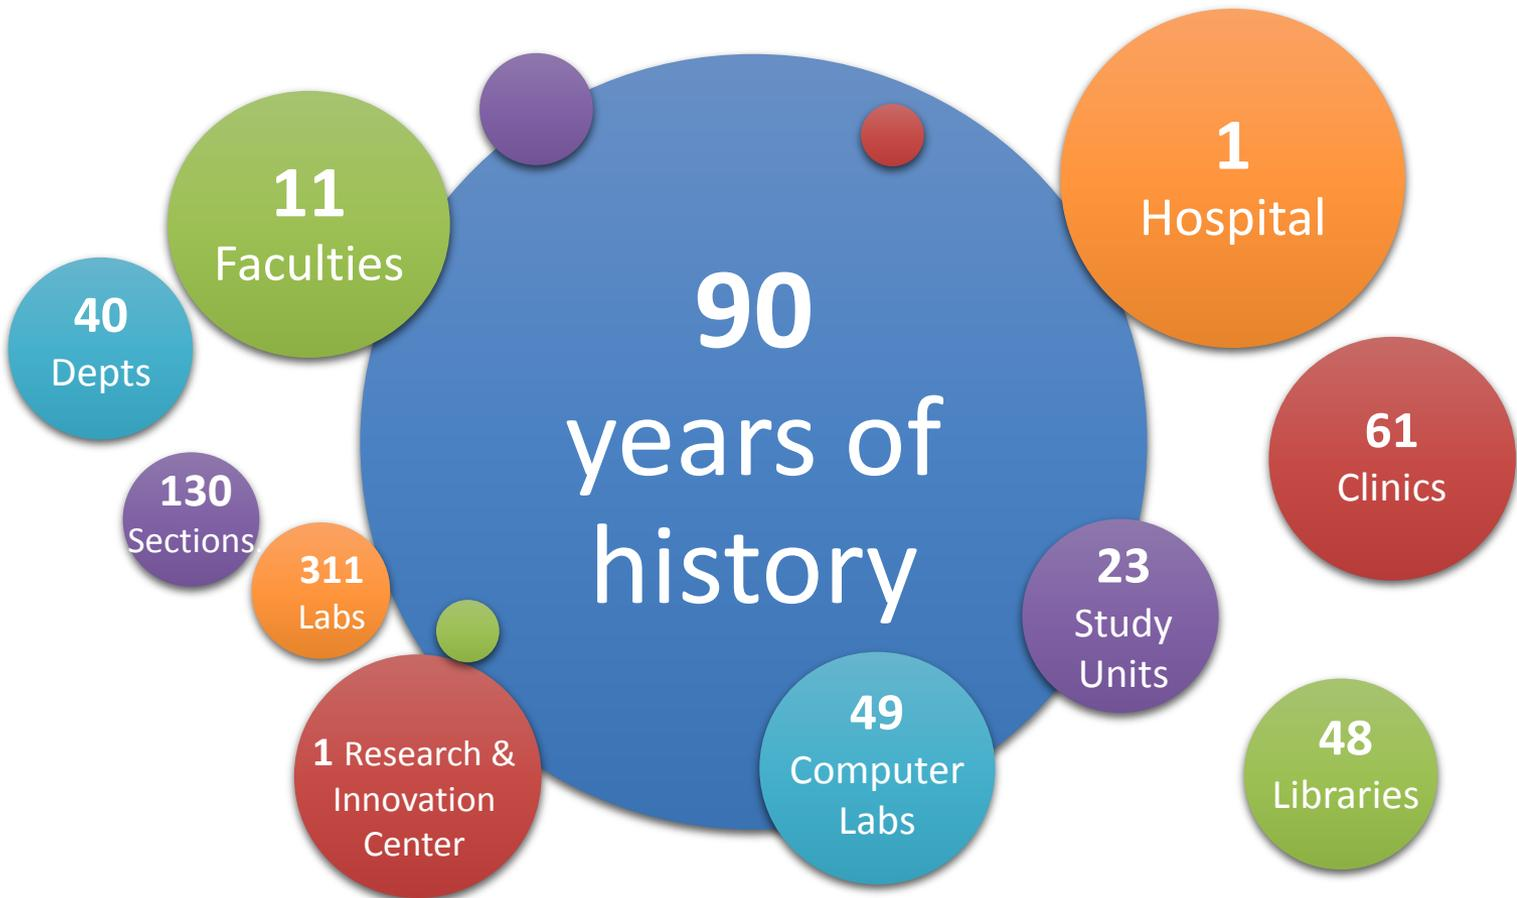 90
years of
history
11
Faculties
40
Depts
130
Sections.
311
Labs
1 Research &
Innovation
Center
49
Computer
Labs
23
Study
Units
48
Libraries
61
Clinics
1
Hospital